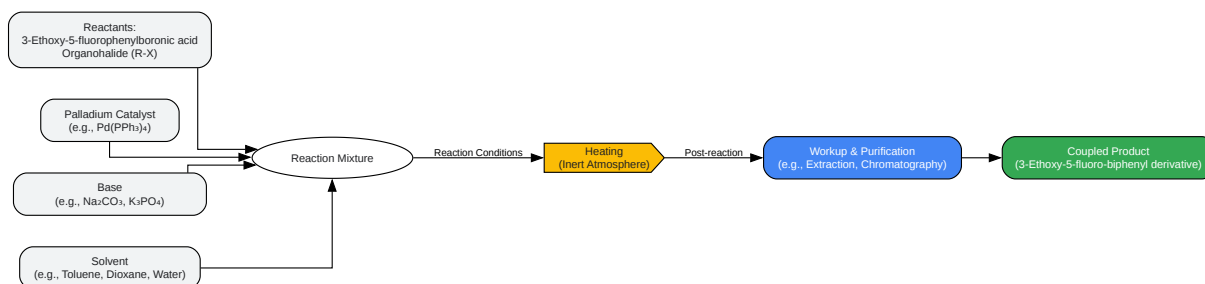 Reactants:
3-Ethoxy-5-fluorophenylboronic acid
Organohalide (R-X)
Palladium Catalyst
(e.g., Pd(PPh₃)₄)
Base
(e.g., Na₂CO₃, K₃PO₄)
Solvent
(e.g., Toluene, Dioxane, Water)
Reaction Mixture
Reaction Conditions
Heating
(Inert Atmosphere)
Post-reaction
Workup & Purification
(e.g., Extraction, Chromatography)
Coupled Product
(3-Ethoxy-5-fluoro-biphenyl derivative)